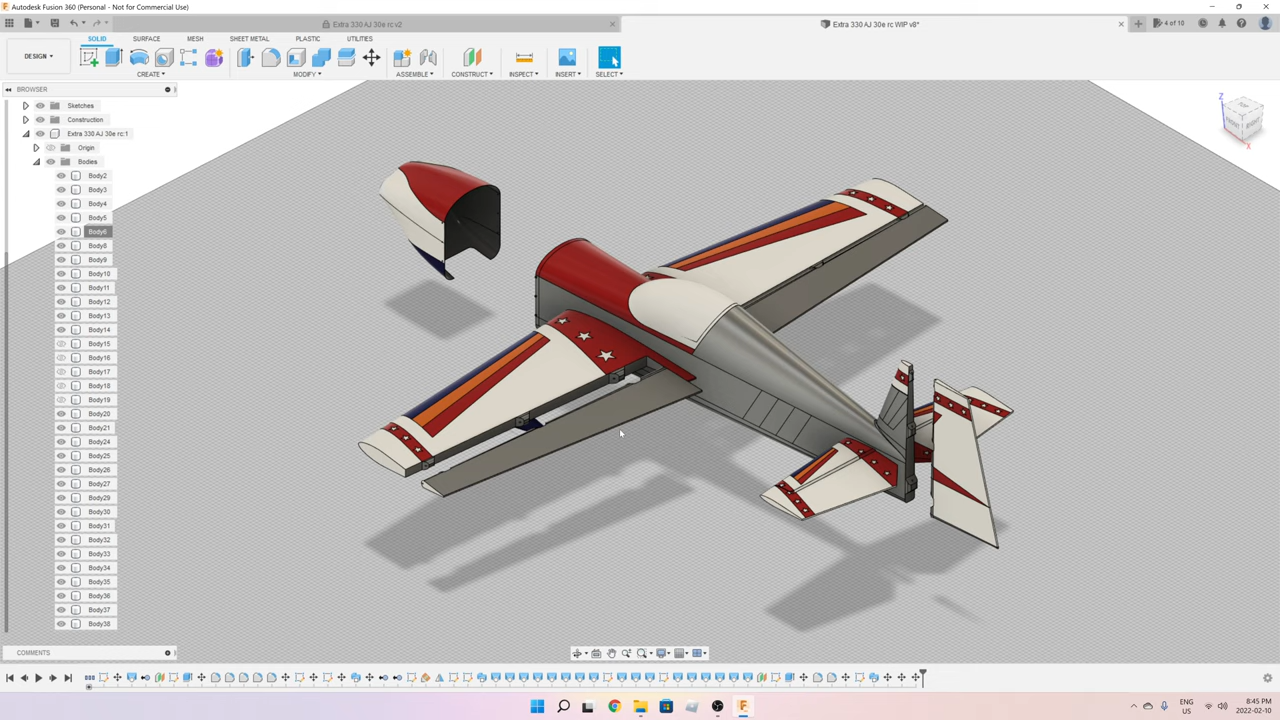 Autodesk Fusion 360 (Personal - Not for Commercial Use)
Extra 330 AJ 30e rc v2
Extra 330 AJ 30e rc WIP v8*
4 of 10
SOLID SURFACE MESH SHEET METAL PLASTIC UTILITIES
DESIGN
CREATE MODIFY ASSEMBLE CONSTRUCT INSPECT INSERT SELECT
BROWSER
Sketches
Construction
Extra 330 AJ 30e rc:1
Origin
Bodies
Body2
Body3
Body4
Body5
Body6
Body8
Body9
Body10
Body11
Body12
Body13
Body14
Body15
Body16
Body17
Body18
Body19
Body20
Body21
Body24
Body25
Body26
Body27
Body29
Body30
Body31
Body32
Body33
Body34
Body35
Body36
Body37
Body38
Z
TOP
FRONT RIGHT
X
COMMENTS
ENG
US
8:45 PM
2022-02-10